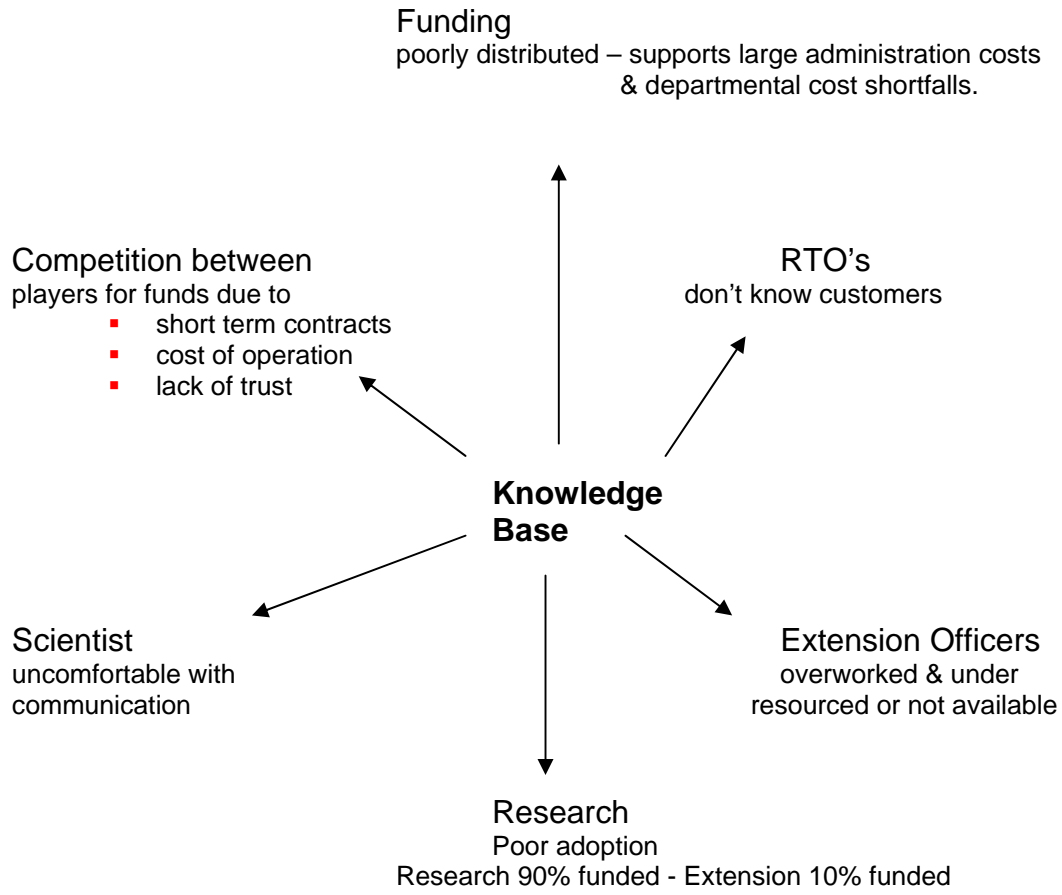 Funding
poorly distributed – supports large administration costs
& departmental cost shortfalls.
Competition between
players for funds due to
▪ short term contracts
▪ cost of operation
▪ lack of trust
RTO's
don't know customers
Knowledge
Base
Scientist
uncomfortable with
communication
Extension Officers
overworked & under
resourced or not available
Research
Poor adoption
Research 90% funded - Extension 10% funded